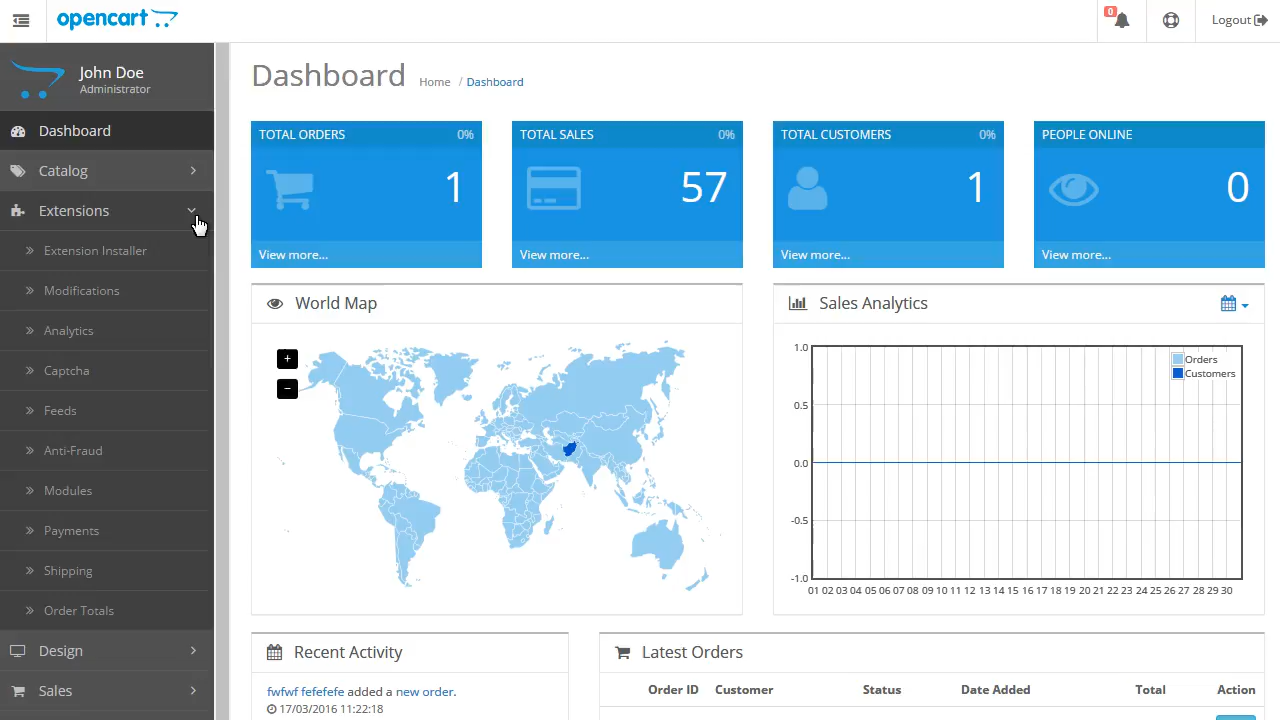 opencart
0
Logout
John Doe
Administrator
Dashboard
Catalog
Extensions
Extension Installer
Modifications
Analytics
Captcha
Feeds
Anti-Fraud
Modules
Payments
Shipping
Order Totals
Design
Sales
Dashboard Home / Dashboard
TOTAL ORDERS 0%
1
View more...
TOTAL SALES 0%
57
View more...
TOTAL CUSTOMERS 0%
1
View more...
PEOPLE ONLINE
0
View more...
World Map
+
−
Sales Analytics
Orders
Customers
1.0
0.5
0.0
-0.5
-1.0
01 02 03 04 05 06 07 08 09 10 11 12 13 14 15 16 17 18 19 20 21 22 23 24 25 26 27 28 29 30
Recent Activity
fwfwf fefefefe added a new order.
17/03/2016 11:22:18
Latest Orders
Order ID Customer Status Date Added Total Action